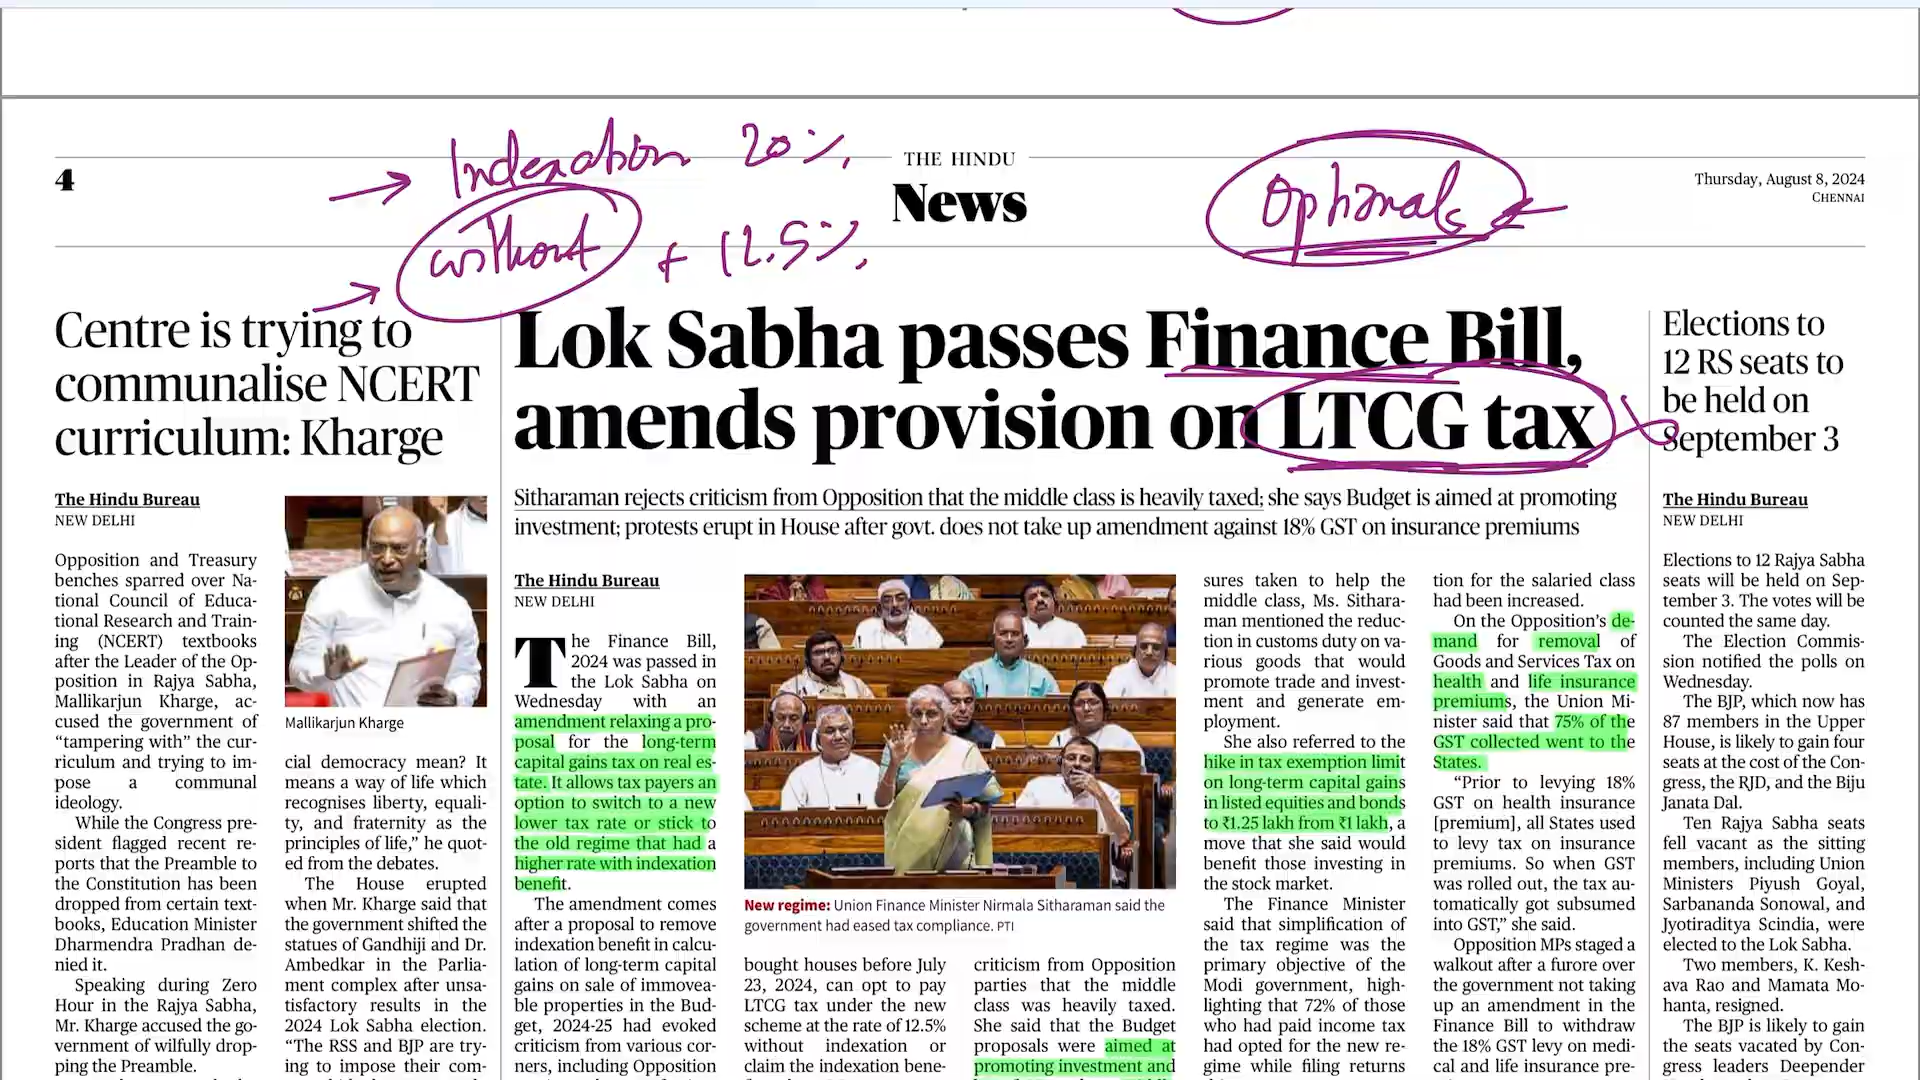 Indexation 20%
without + 12.5%
Optional
4
THE HINDU
News
Thursday, August 8, 2024
CHENNAI
Centre is trying to
communalise NCERT
curriculum: Kharge
The Hindu Bureau
NEW DELHI
Opposition and Treasury
benches sparred over Na-
tional Council of Educa-
tional Research and Train-
ing (NCERT) textbooks
after the Leader of the Op-
position in Rajya Sabha,
Mallikarjun Kharge, ac-
cused the government of
“tampering with” the cur-
riculum and trying to im-
pose a communal
ideology.
While the Congress pre-
sident flagged recent re-
ports that the Preamble to
the Constitution has been
dropped from certain text-
books, Education Minister
Dharmendra Pradhan de-
nied it.
Speaking during Zero
Hour in the Rajya Sabha,
Mr. Kharge accused the go-
vernment of wilfully drop-
ping the Preamble.
Mallikarjun Kharge
cial democracy mean? It
means a way of life which
recognises liberty, equali-
ty, and fraternity as the
principles of life,” he quot-
ed from the debates.
The House erupted
when Mr. Kharge said that
the government shifted the
statues of Gandhiji and Dr.
Ambedkar in the Parlia-
ment complex after unsa-
tisfactory results in the
2024 Lok Sabha election.
“The RSS and BJP are try-
ing to impose their com-
Lok Sabha passes Finance Bill,
amends provision on LTCG tax
Sitharaman rejects criticism from Opposition that the middle class is heavily taxed; she says Budget is aimed at promoting
investment; protests erupt in House after govt. does not take up amendment against 18% GST on insurance premiums
The Hindu Bureau
NEW DELHI
The Finance Bill,
2024 was passed in
the Lok Sabha on
Wednesday with an
amendment relaxing a pro-
posal for the long-term
capital gains tax on real es-
tate. It allows tax payers an
option to switch to a new
lower tax rate or stick to
the old regime that had a
higher rate with indexation
benefit.
The amendment comes
after a proposal to remove
indexation benefit in calcu-
lation of long-term capital
gains on sale of immovea-
ble properties in the Bud-
get, 2024-25 had evoked
criticism from various cor-
ners, including Opposition
New regime: Union Finance Minister Nirmala Sitharaman said the
government had eased tax compliance. PTI
bought houses before July
23, 2024, can opt to pay
LTCG tax under the new
scheme at the rate of 12.5%
without indexation or
claim the indexation bene-
criticism from Opposition
parties that the middle
class was heavily taxed.
She said that the Budget
proposals were aimed at
promoting investment and
sures taken to help the
middle class, Ms. Sithara-
man mentioned the reduc-
tion in customs duty on va-
rious goods that would
promote trade and invest-
ment and generate em-
ployment.
She also referred to the
hike in tax exemption limit
on long-term capital gains
in listed equities and bonds
to ₹1.25 lakh from ₹1 lakh, a
move that she said would
benefit those investing in
the stock market.
The Finance Minister
said that simplification of
the tax regime was the
primary objective of the
Modi government, high-
lighting that 72% of those
who had paid income tax
had opted for the new re-
gime while filing returns
tion for the salaried class
had been increased.
On the Opposition’s de-
mand for removal of
Goods and Services Tax on
health and life insurance
premiums, the Union Mi-
nister said that 75% of the
GST collected went to the
States.
“Prior to levying 18%
GST on health insurance
[premium], all States used
to levy tax on insurance
premiums. So when GST
was rolled out, the tax au-
tomatically got subsumed
into GST,” she said.
Opposition MPs staged a
walkout after a furore over
the government not taking
up an amendment in the
Finance Bill to withdraw
the 18% GST levy on medi-
cal and life insurance pre-
Elections to
12 RS seats to
be held on
September 3
The Hindu Bureau
NEW DELHI
Elections to 12 Rajya Sabha
seats will be held on Sep-
tember 3. The votes will be
counted the same day.
The Election Commis-
sion notified the polls on
Wednesday.
The BJP, which now has
87 members in the Upper
House, is likely to gain four
seats at the cost of the Con-
gress, the RJD, and the Biju
Janata Dal.
Ten Rajya Sabha seats
fell vacant as the sitting
members, including Union
Ministers Piyush Goyal,
Sarbananda Sonowal, and
Jyotiraditya Scindia, were
elected to the Lok Sabha.
Two members, K. Kesh-
ava Rao and Mamata Mo-
hanta, resigned.
The BJP is likely to gain
the seats vacated by Con-
gress leaders Deepender